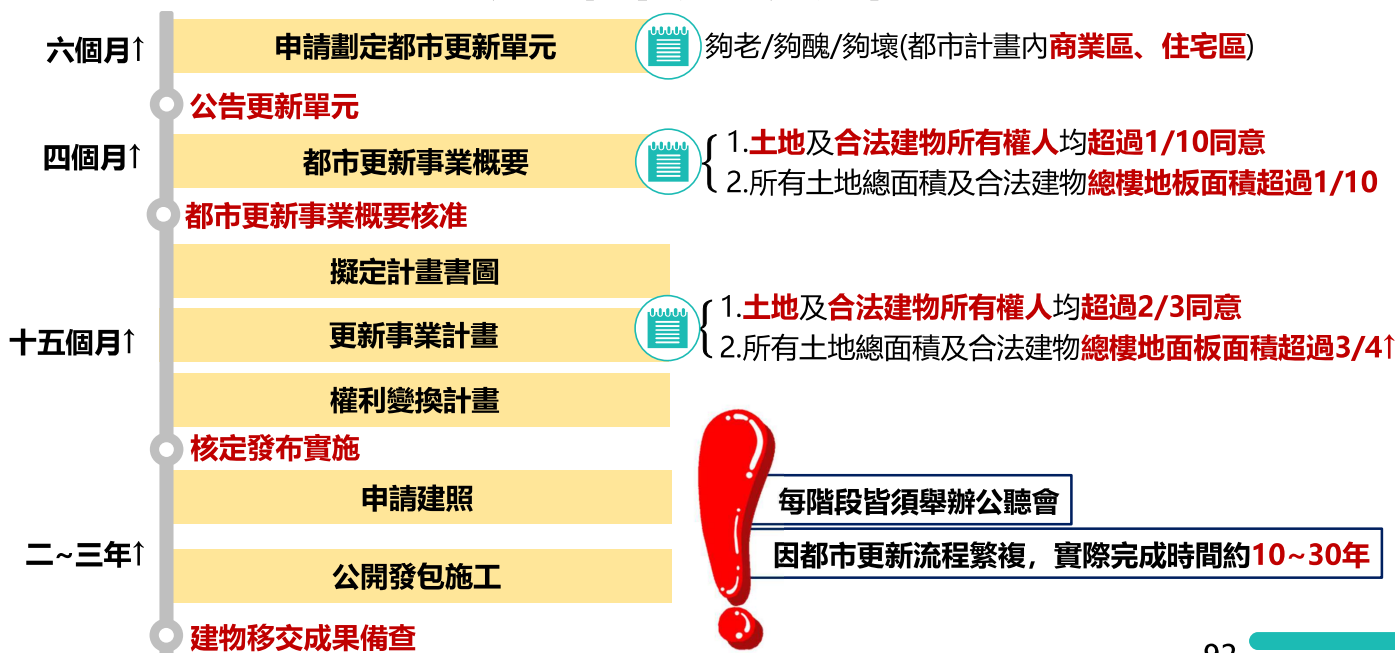 六個月↑
申請劃定都市更新單元
夠老/夠醜/夠壞(都市計畫內商業區、住宅區)
公告更新單元
四個月↑
都市更新事業概要
1.土地及合法建物所有權人均超過1/10同意
2.所有土地總面積及合法建物總樓地板面積超過1/10
都市更新事業概要核准
擬定計畫書圖
十五個月↑
更新事業計畫
1.土地及合法建物所有權人均超過2/3同意
2.所有土地總面積及合法建物總樓地面板面積超過3/4↑
權利變換計畫
核定發布實施
申請建照
每階段皆須舉辦公聽會
二~三年↑
因都市更新流程繁複，實際完成時間約10~30年
公開發包施工
建物移交成果備查